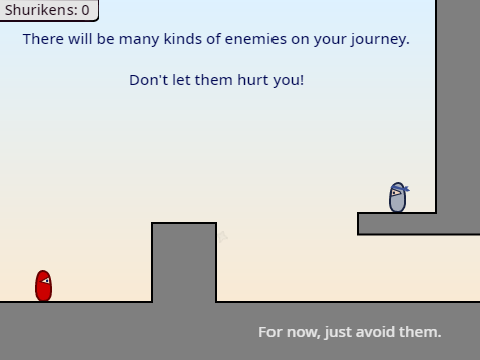 Shurikens: 0
There will be many kinds of enemies on your journey.
Don't let them hurt you!
For now, just avoid them.